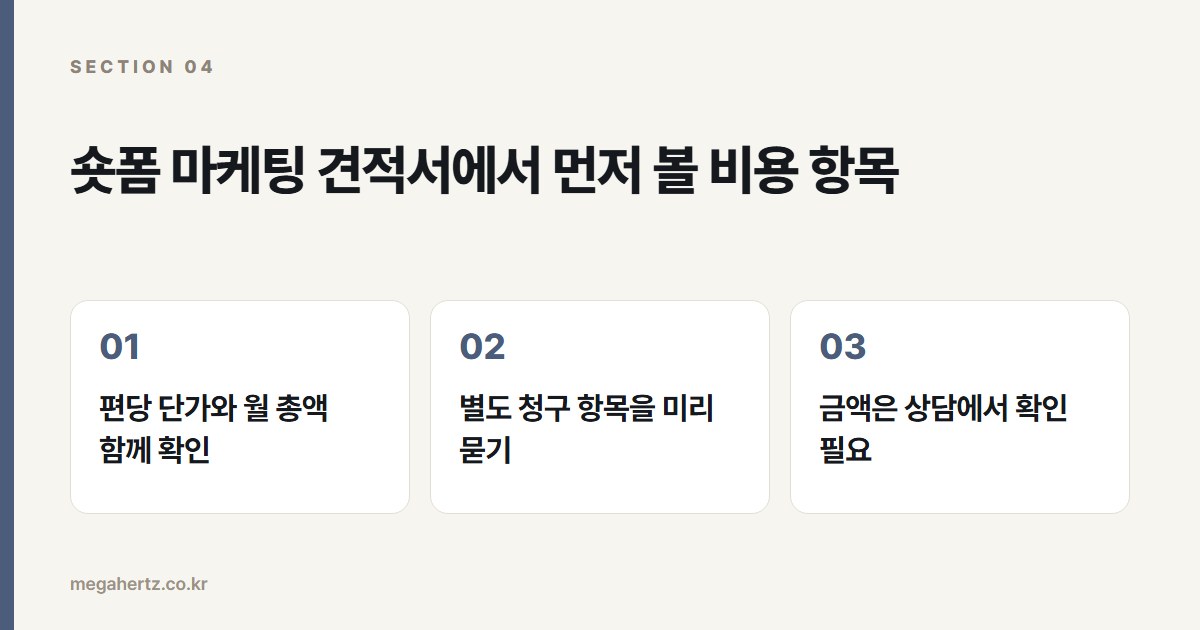 SECTION 04
숏폼 마케팅 견적서에서 먼저 볼 비용 항목
01
편당 단가와 월 총액
함께 확인
02
별도 청구 항목을 미리
묻기
03
금액은 상담에서 확인
필요
megahertz.co.kr